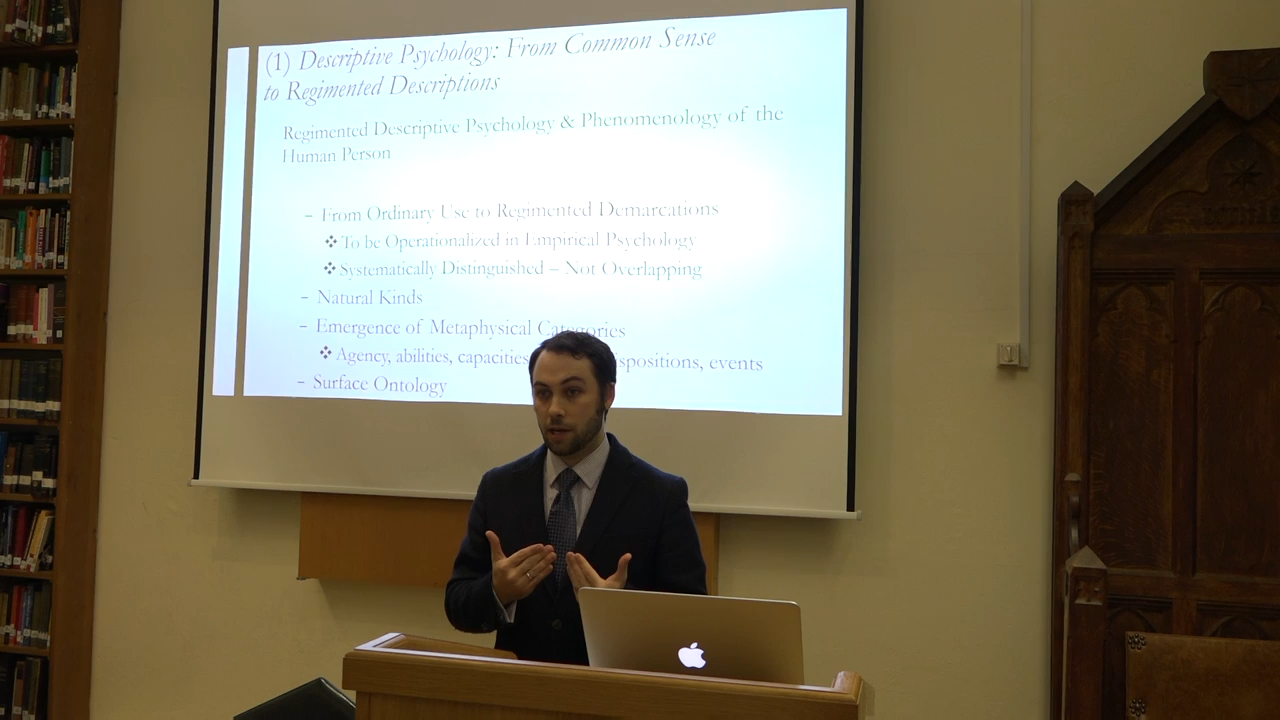 (1) Descriptive Psychology: From Common Sense
to Regimented Descriptions
Regimented Descriptive Psychology & Phenomenology of the
Human Person
– From Ordinary Use to Regimented Demarcations
❖ To be Operationalized in Empirical Psychology
❖ Systematically Distinguished – Not Overlapping
– Natural Kinds
– Emergence of Metaphysical Categories
❖ Agency, abilities, capacities ispositions, events
– Surface Ontology